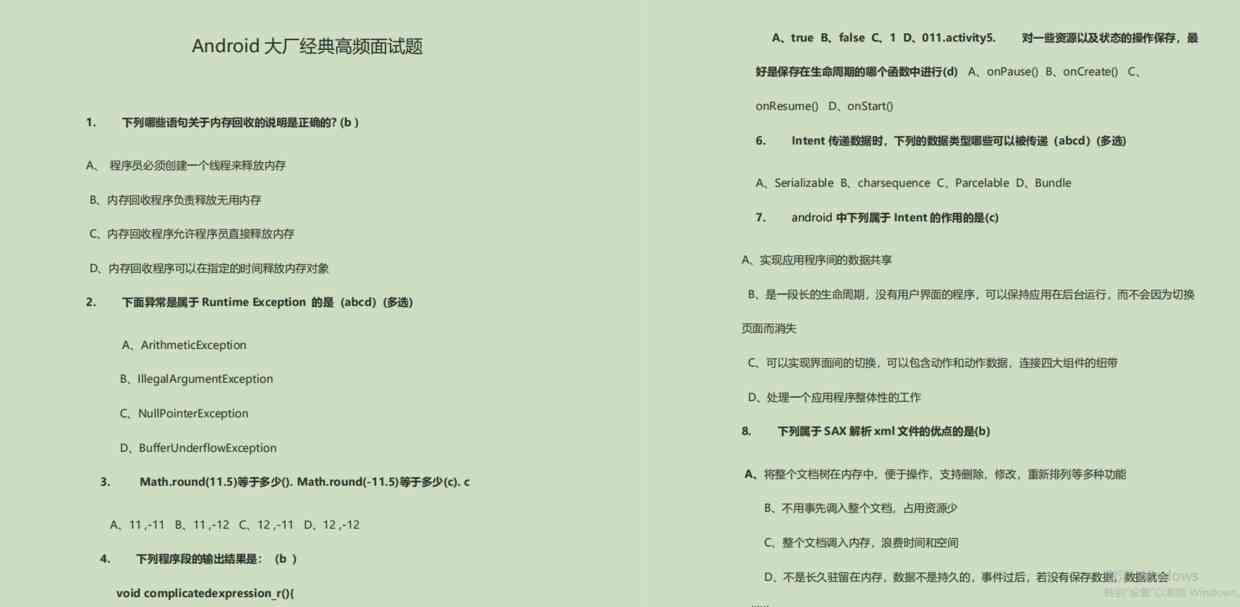 Android 大厂经典高频面试题
1. 下列哪些语句关于内存回收的说明是正确的? (b )
A、 程序员必须创建一个线程来释放内存
B、内存回收程序负责释放无用内存
C、内存回收程序允许程序员直接释放内存
D、内存回收程序可以在指定的时间释放内存对象
2. 下面异常是属于 Runtime Exception 的是（abcd）(多选)
A、ArithmeticException
B、IllegalArgumentException
C、NullPointerException
D、BufferUnderflowException
3. Math.round(11.5)等于多少(). Math.round(-11.5)等于多少(c). c
A、11 ,-11 B、11 ,-12 C、12 ,-11 D、12 ,-12
4. 下列程序段的输出结果是：（b ）
void complicatedexpression_r(){
A、true B、false C、1 D、011.activity5. 对一些资源以及状态的操作保存，最
好是保存在生命周期的哪个函数中进行(d) A、onPause() B、onCreate() C、
onResume() D、onStart()
6. Intent 传递数据时，下列的数据类型哪些可以被传递（abcd）(多选)
A、Serializable B、charsequence C、Parcelable D、Bundle
7. android 中下列属于 Intent 的作用的是(c)
A、实现应用程序间的数据共享
B、是一段长的生命周期，没有用户界面的程序，可以保持应用在后台运行，而不会因为切换
页面而消失
C、可以实现界面间的切换，可以包含动作和动作数据，连接四大组件的纽带
D、处理一个应用程序整体性的工作
8. 下列属于 SAX 解析 xml 文件的优点的是(b)
A、将整个文档树在内存中，便于操作，支持删除，修改，重新排列等多种功能
B、不用事先调入整个文档，占用资源少
C、整个文档调入内存，浪费时间和空间
D、不是长久驻留在内存，数据不是持久的，事件过后，若没有保存数据，数据就会